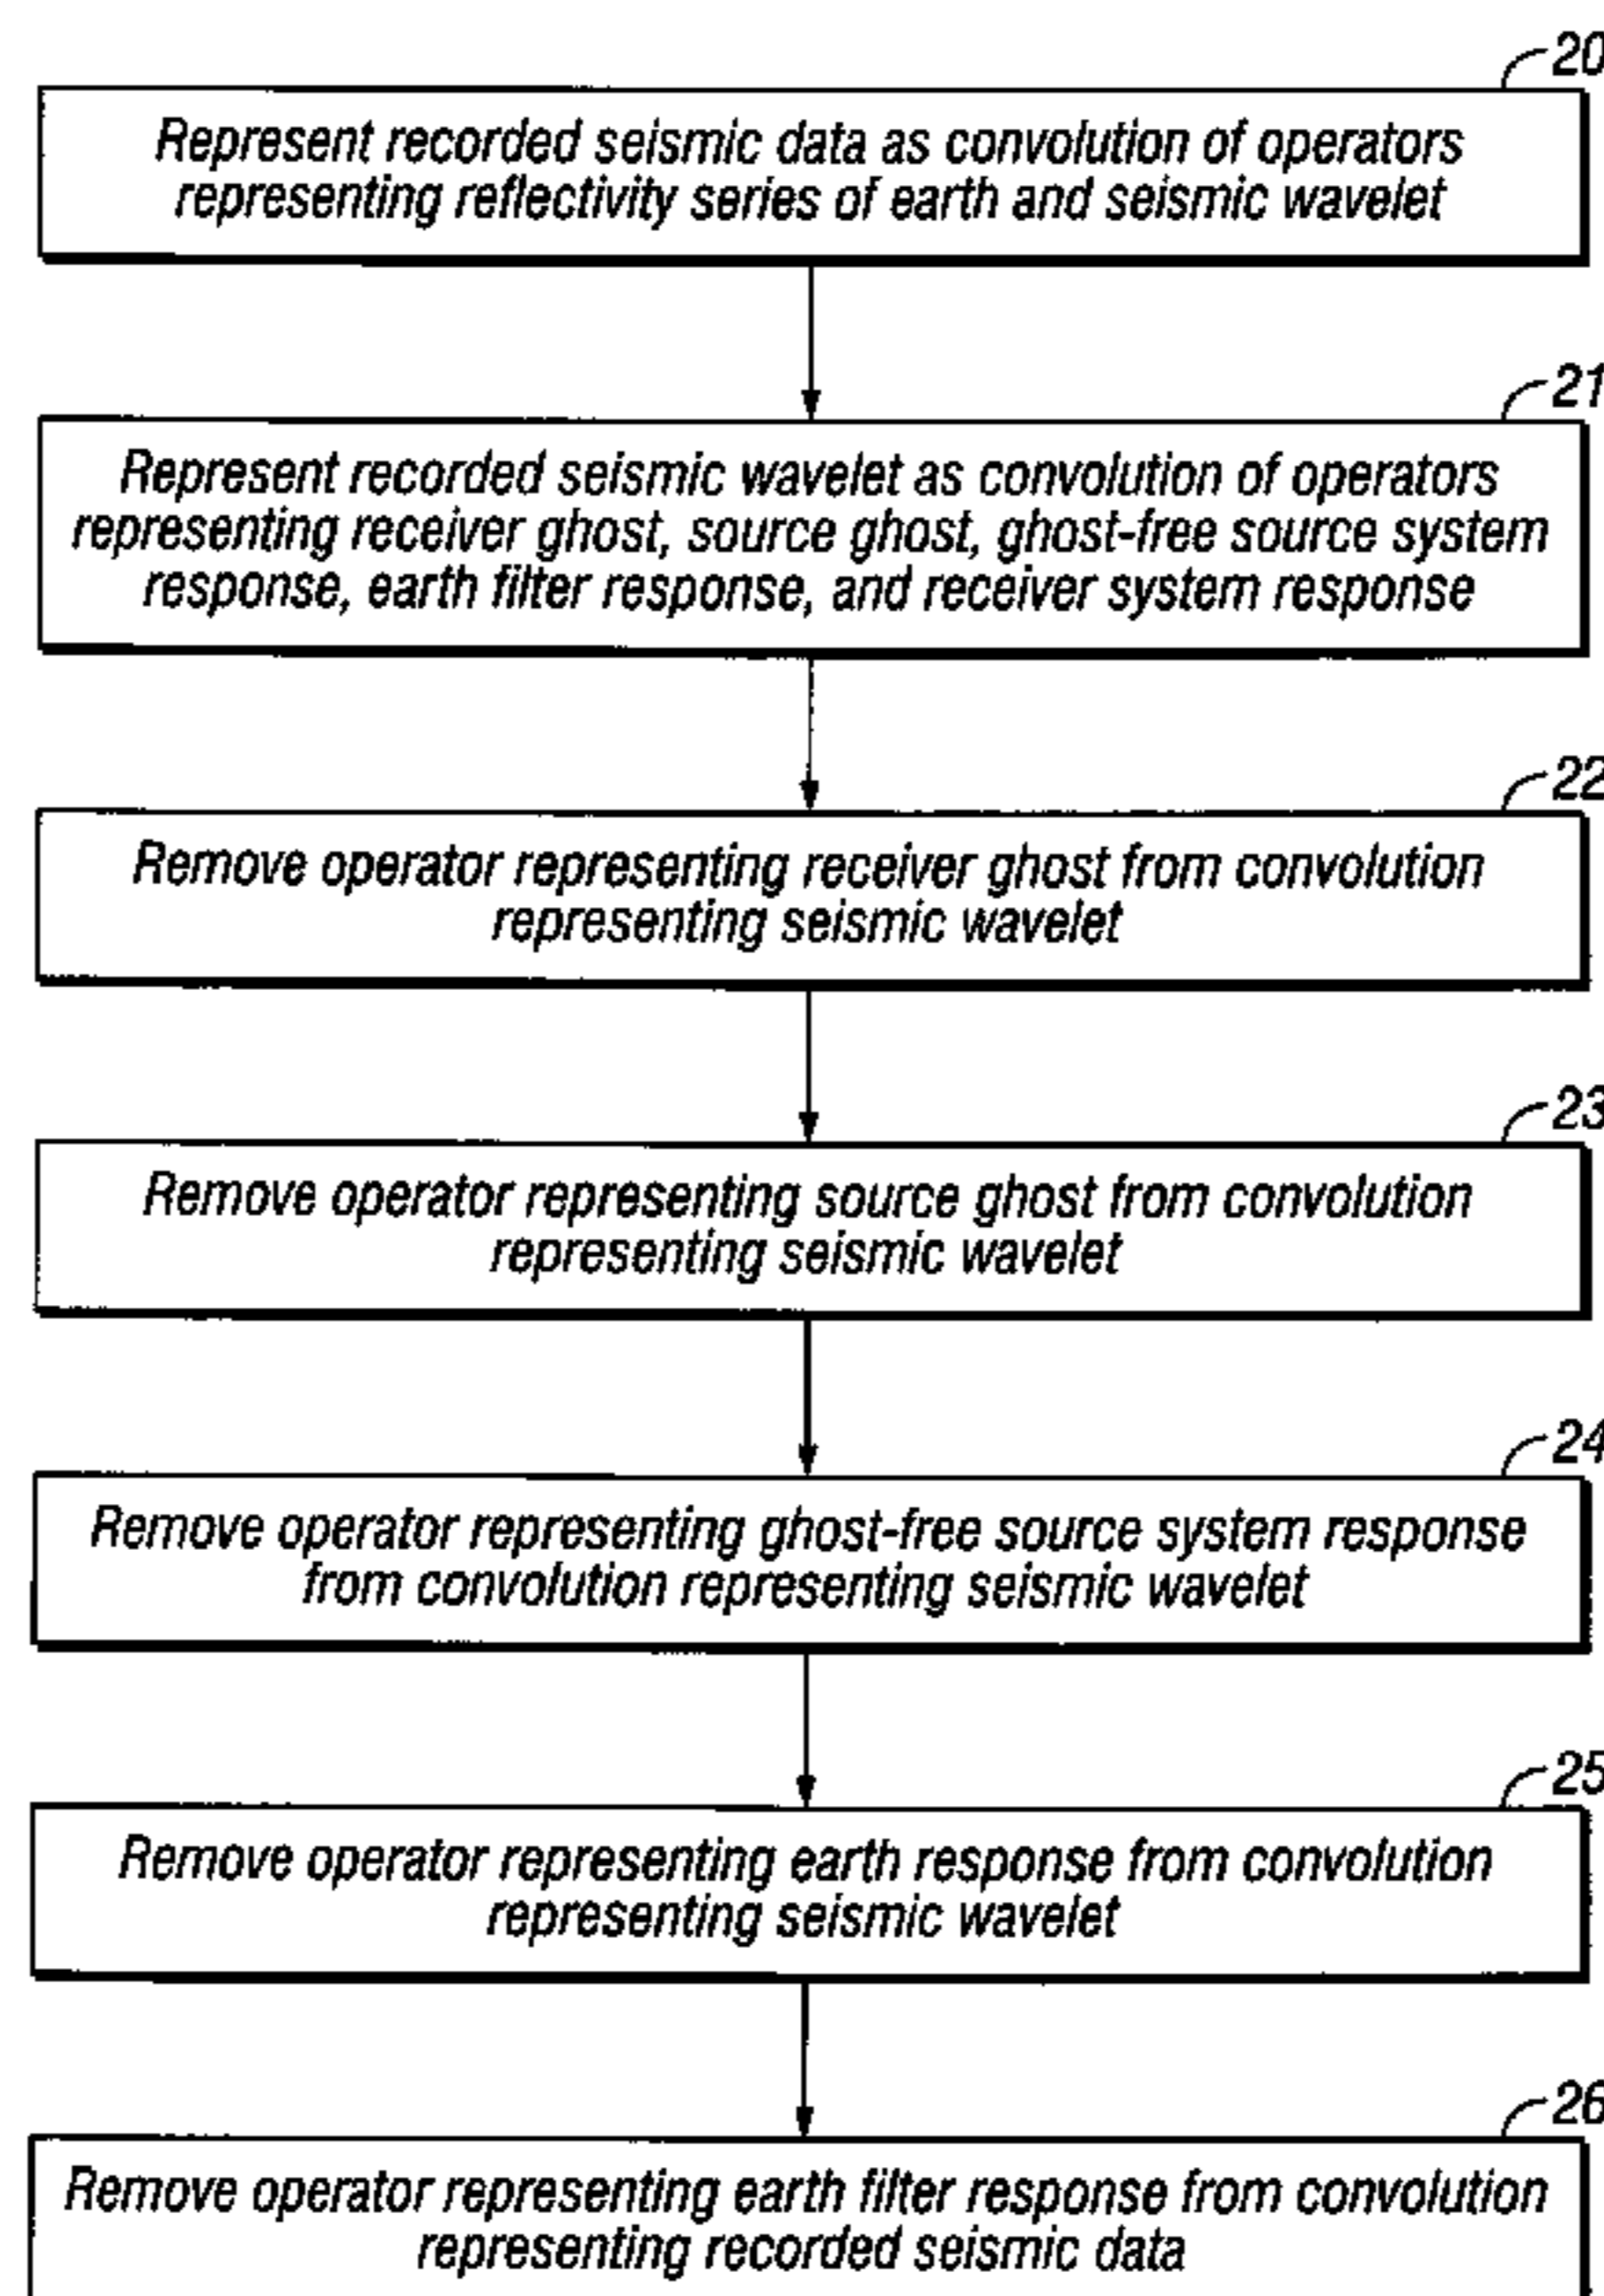 20
Represent recorded seismic data as convolution of operators
representing reflectivity series of earth and seismic wavelet
21
Represent recorded seismic wavelet as convolution of operators
representing receiver ghost, source ghost, ghost-free source system
response, earth filter response, and receiver system response
22
Remove operator representing receiver ghost from convolution
representing seismic wavelet
23
Remove operator representing source ghost from convolution
representing seismic wavelet
24
Remove operator representing ghost-free source system response
from convolution representing seismic wavelet
25
Remove operator representing earth response from convolution
representing seismic wavelet
26
Remove operator representing earth filter response from convolution
representing recorded seismic data